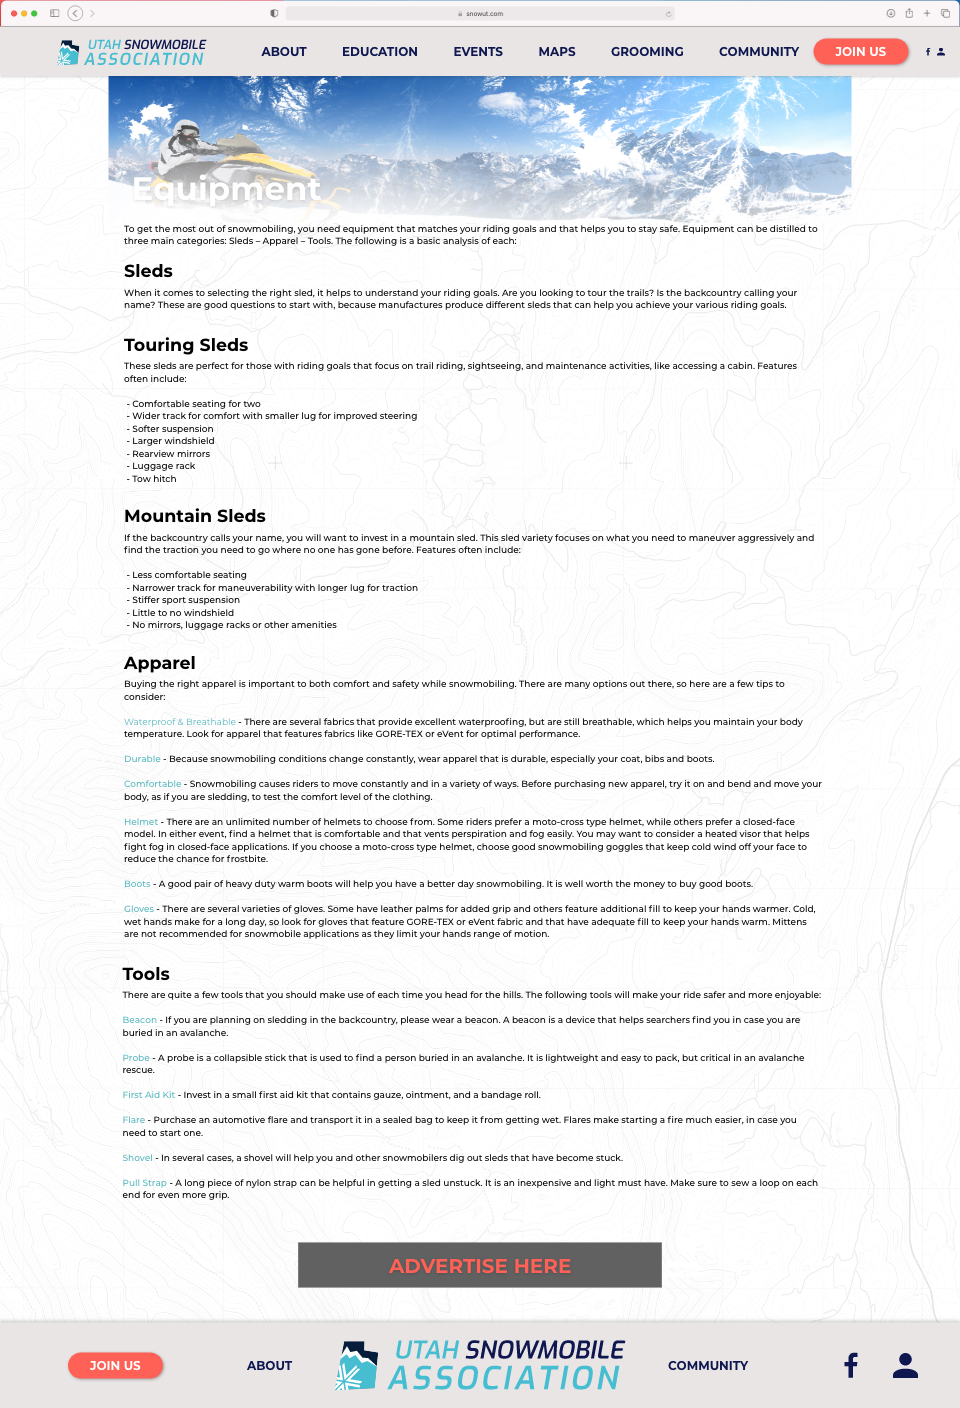 snowut.com
UTAH SNOWMOBILE
ASSOCIATION
ABOUT EDUCATION EVENTS MAPS GROOMING COMMUNITY JOIN US
Equipment
To get the most out of snowmobiling, you need equipment that matches your riding goals and that helps you to stay safe. Equipment can be distilled to
three main categories: Sleds – Apparel – Tools. The following is a basic analysis of each:
Sleds
When it comes to selecting the right sled, it helps to understand your riding goals. Are you looking to tour the trails? Is the backcountry calling your
name? These are good questions to start with, because manufactures produce different sleds that can help you achieve your various riding goals.
Touring Sleds
These sleds are perfect for those with riding goals that focus on trail riding, sightseeing, and maintenance activities, like accessing a cabin. Features
often include:
- Comfortable seating for two
- Wider track for comfort with smaller lug for improved steering
- Softer suspension
- Larger windshield
- Rearview mirrors
- Luggage rack
- Tow hitch
Mountain Sleds
If the backcountry calls your name, you will want to invest in a mountain sled. This sled variety focuses on what you need to maneuver aggressively and
find the traction you need to go where no one has gone before. Features often include:
- Less comfortable seating
- Narrower track for maneuverability with longer lug for traction
- Stiffer sport suspension
- Little to no windshield
- No mirrors, luggage racks or other amenities
Apparel
Buying the right apparel is important to both comfort and safety while snowmobiling. There are many options out there, so here are a few tips to
consider:
Waterproof & Breathable - There are several fabrics that provide excellent waterproofing, but are still breathable, which helps you maintain your body
temperature. Look for apparel that features fabrics like GORE-TEX or eVent for optimal performance.
Durable - Because snowmobiling conditions change constantly, wear apparel that is durable, especially your coat, bibs and boots.
Comfortable - Snowmobiling causes riders to move constantly and in a variety of ways. Before purchasing new apparel, try it on and bend and move your
body, as if you are sledding, to test the comfort level of the clothing.
Helmet - There are an unlimited number of helmets to choose from. Some riders prefer a moto-cross type helmet, while others prefer a closed-face
model. In either event, find a helmet that is comfortable and that vents perspiration and fog easily. You may want to consider a heated visor that helps
fight fog in closed-face applications. If you choose a moto-cross type helmet, choose good snowmobiling goggles that keep cold wind off your face to
reduce the chance for frostbite.
Boots - A good pair of heavy duty warm boots will help you have a better day snowmobiling. It is well worth the money to buy good boots.
Gloves - There are several varieties of gloves. Some have leather palms for added grip and others feature additional fill to keep your hands warmer. Cold,
wet hands make for a long day, so look for gloves that feature GORE-TEX or eVent fabric and that have adequate fill to keep your hands warm. Mittens
are not recommended for snowmobile applications as they limit your hands range of motion.
Tools
There are quite a few tools that you should make use of each time you head for the hills. The following tools will make your ride safer and more enjoyable:
Beacon - If you are planning on sledding in the backcountry, please wear a beacon. A beacon is a device that helps searchers find you in case you are
buried in an avalanche.
Probe - A probe is a collapsible stick that is used to find a person buried in an avalanche. It is lightweight and easy to pack, but critical in an avalanche
rescue.
First Aid Kit - Invest in a small first aid kit that contains gauze, ointment, and a bandage roll.
Flare - Purchase an automotive flare and transport it in a sealed bag to keep it from getting wet. Flares make starting a fire much easier, in case you
need to start one.
Shovel - In several cases, a shovel will help you and other snowmobilers dig out sleds that have become stuck.
Pull Strap - A long piece of nylon strap can be helpful in getting a sled unstuck. It is an inexpensive and light must have. Make sure to sew a loop on each
end for even more grip.
ADVERTISE HERE
JOIN US ABOUT
UTAH SNOWMOBILE
ASSOCIATION
COMMUNITY